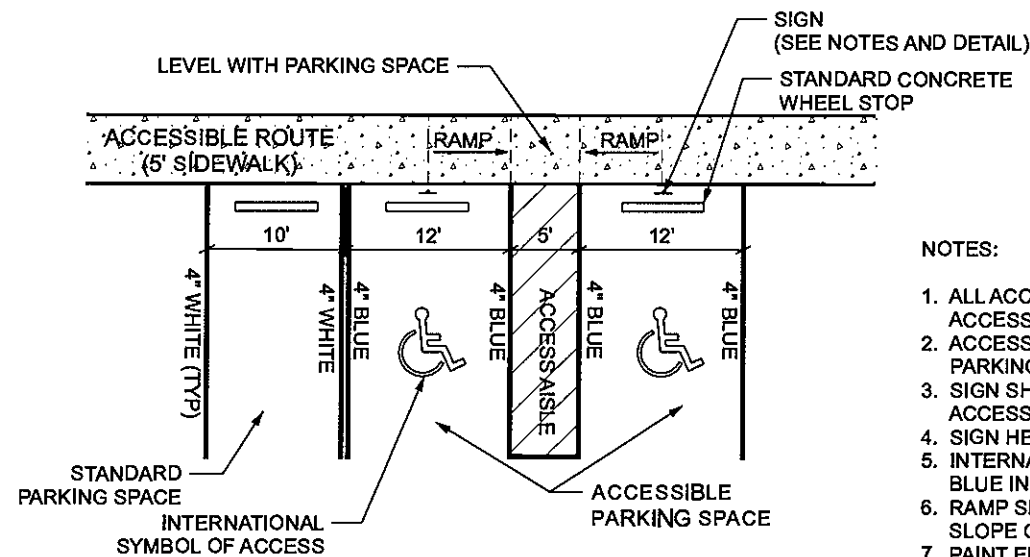 SIGN
(SEE NOTES AND DETAIL)
LEVEL WITH PARKING SPACE
STANDARD CONCRETE
WHEEL STOP
ACCESSIBLE ROUTE
(5' SIDEWALK)
RAMP
RAMP
10'
12'
5'
12'
4" WHITE (TYP)
4" WHITE
4" BLUE
4" BLUE
ACCESS AISLE
4" BLUE
4" BLUE
STANDARD
PARKING SPACE
INTERNATIONAL
SYMBOL OF ACCESS
ACCESSIBLE
PARKING SPACE
NOTES:
1. ALL ACC
ACCESS
2. ACCESS
PARKING
3. SIGN SH
ACCESS
4. SIGN HE
5. INTERNA
BLUE IN
6. RAMP
SLOPE
7. PAINT